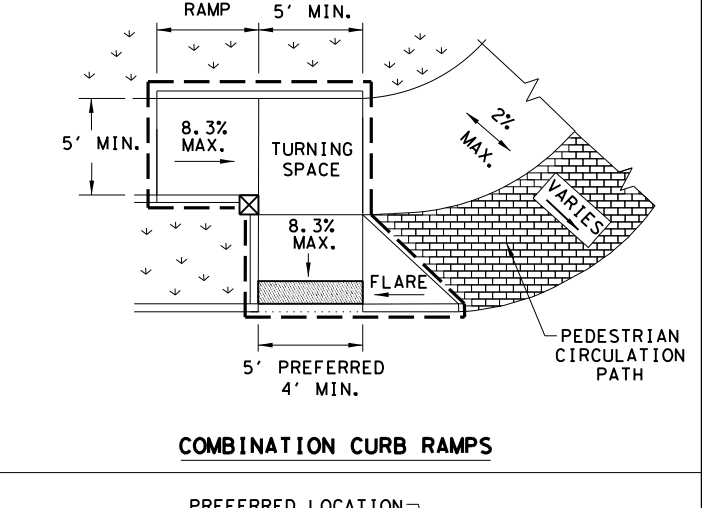 RAMP
5' MIN.
5' MIN.
8.3%
MAX.
TURNING
SPACE
2%
MAX.
VARIES
8.3%
MAX.
FLARE
PEDESTRIAN
CIRCULATION
PATH
5' PREFERRED
4' MIN.
COMBINATION CURB RAMPS
PREFERRED LOCATION